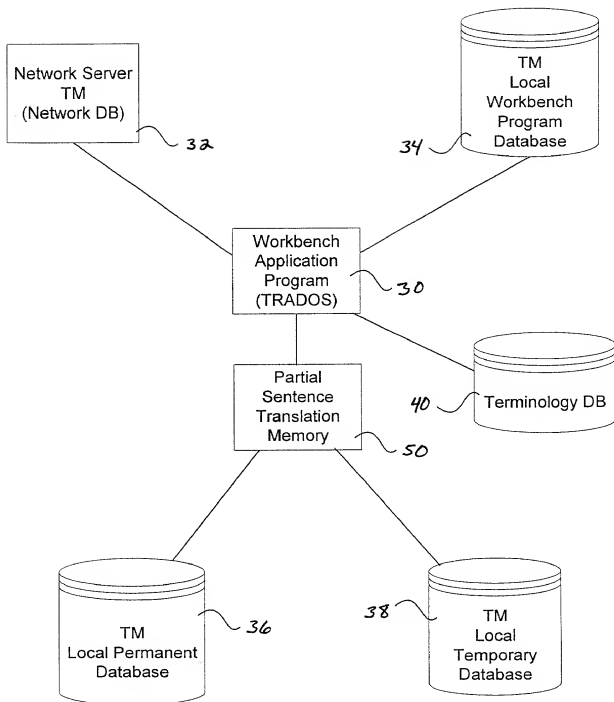 Network Server
TM
(Network DB)
32
TM
Local
Workbench
Program
Database
34
Workbench
Application
Program
(TRADOS)
30
Terminology DB
40
Partial
Sentence
Translation
Memory
50
TM
Local Permanent
Database
36
TM
Local
Temporary
Database
38